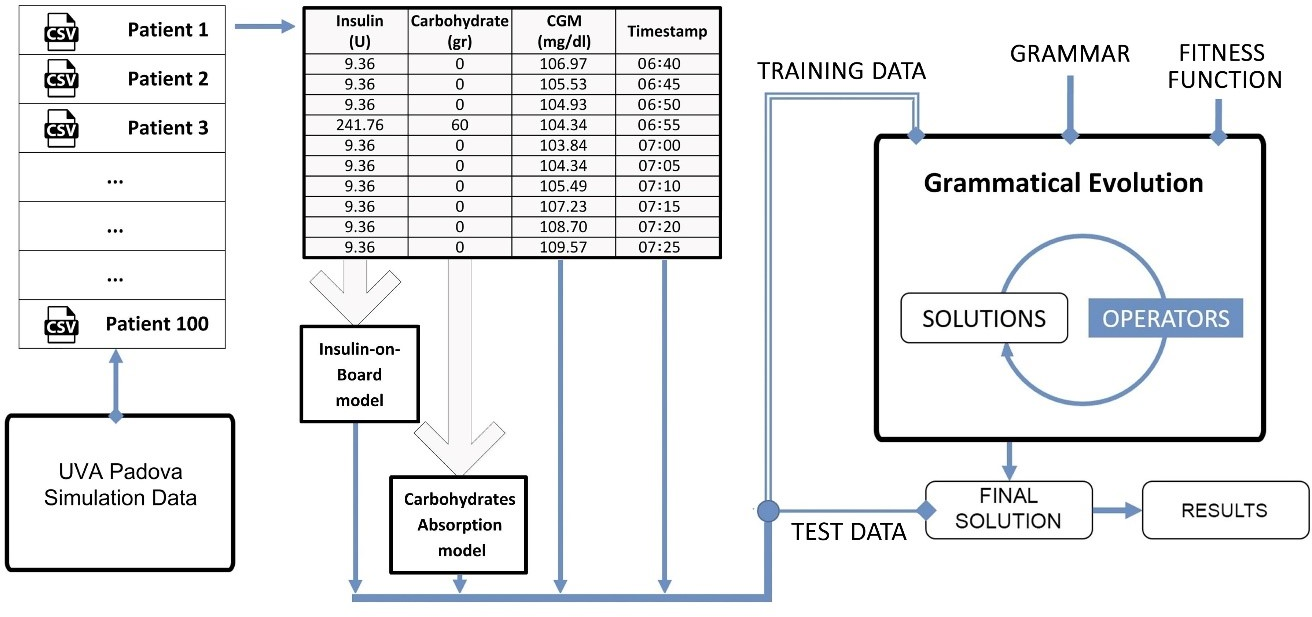 CSV Patient 1
CSV Patient 2
CSV Patient 3
...
...
...
CSV Patient 100
UVA Padova
Simulation Data
Insulin (U) Carbohydrate (gr) CGM (mg/dl) Timestamp
9.36 0 106.97 06:40
9.36 0 105.53 06:45
9.36 0 104.93 06:50
241.76 60 104.34 06:55
9.36 0 103.84 07:00
9.36 0 104.34 07:05
9.36 0 105.49 07:10
9.36 0 107.23 07:15
9.36 0 108.70 07:20
9.36 0 109.57 07:25
Insulin-on-
Board
model
Carbohydrates
Absorption
model
TRAINING DATA
GRAMMAR
FITNESS
FUNCTION
Grammatical Evolution
SOLUTIONS
OPERATORS
TEST DATA
FINAL
SOLUTION
RESULTS